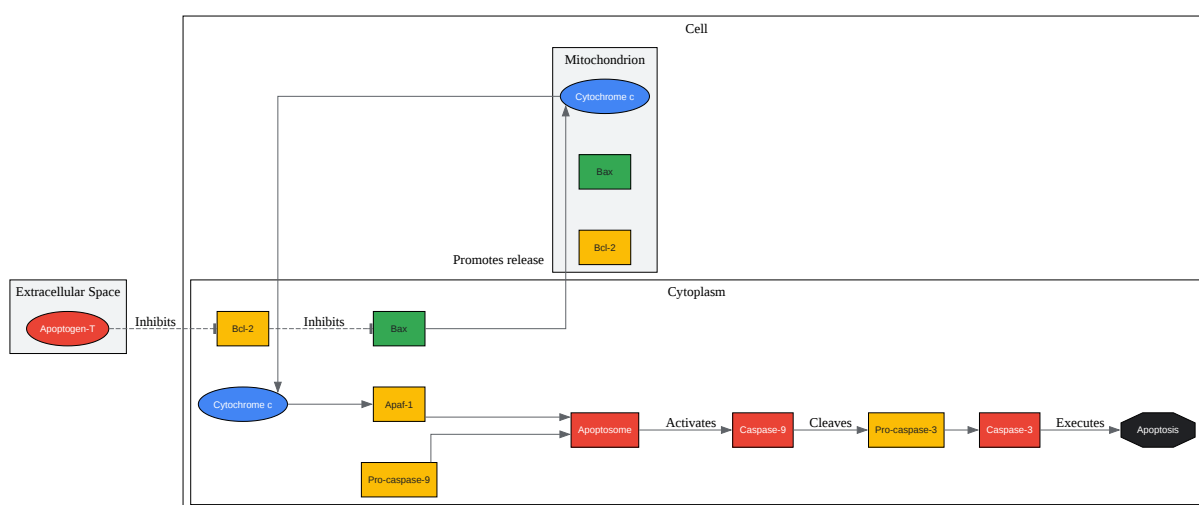 Cell
Mitochondrion
Cytochrome c
Bax
Bcl-2
Promotes release
Extracellular Space
Apoptogen-T
Inhibits
Cytoplasm
Bcl-2
Inhibits
Bax
Cytochrome c
Apaf-1
Apoptosome
Activates
Caspase-9
Cleaves
Pro-caspase-3
Caspase-3
Executes
Apoptosis
Pro-caspase-9